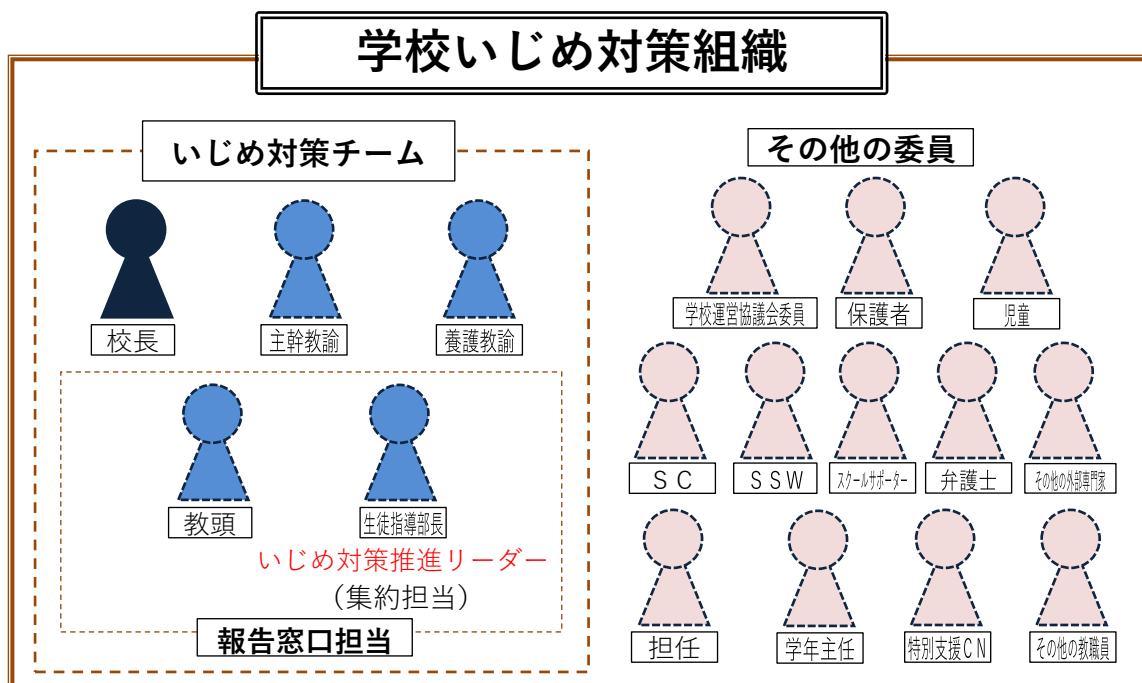 学校いじめ対策組織
いじめ対策チーム
校長
主幹教諭
養護教諭
教頭
生徒指導部長
いじめ対策推進リーダー
（集約担当）
報告窓口担当
その他の委員
学校運営協議会委員
保護者
児童
ＳＣ
ＳＳＷ
スクールサポーター
弁護士
その他の外部専門家
担任
学年主任
特別支援ＣＮ
その他の教職員